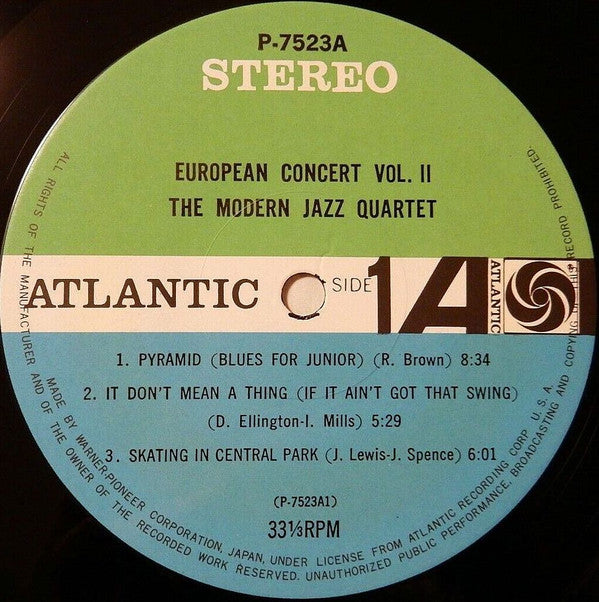 P-7523A
STEREO
EUROPEAN CONCERT VOL. II
THE MODERN JAZZ QUARTET
ATLANTIC SIDE 1 A ATLANTIC
1. PYRAMID (BLUES FOR JUNIOR) (R. Brown) 8:34
2. IT DON'T MEAN A THING (IF IT AIN'T GOT THAT SWING)
(D. Ellington-I. Mills) 5:29
3. SKATING IN CENTRAL PARK (J. Lewis-J. Spence) 6:01
(P-7523A1)
33⅓RPM
ALL RIGHTS OF THE MANUFACTURER AND OF THE OWNER OF THE RECORDED WORK RESERVED. UNAUTHORIZED PUBLIC PERFORMANCE, BROADCASTING AND COPYING OF THIS RECORD PROHIBITED.
MADE BY WARNER-PIONEER CORPORATION, JAPAN, UNDER LICENSE FROM ATLANTIC RECORDING CORP. U.S.A.